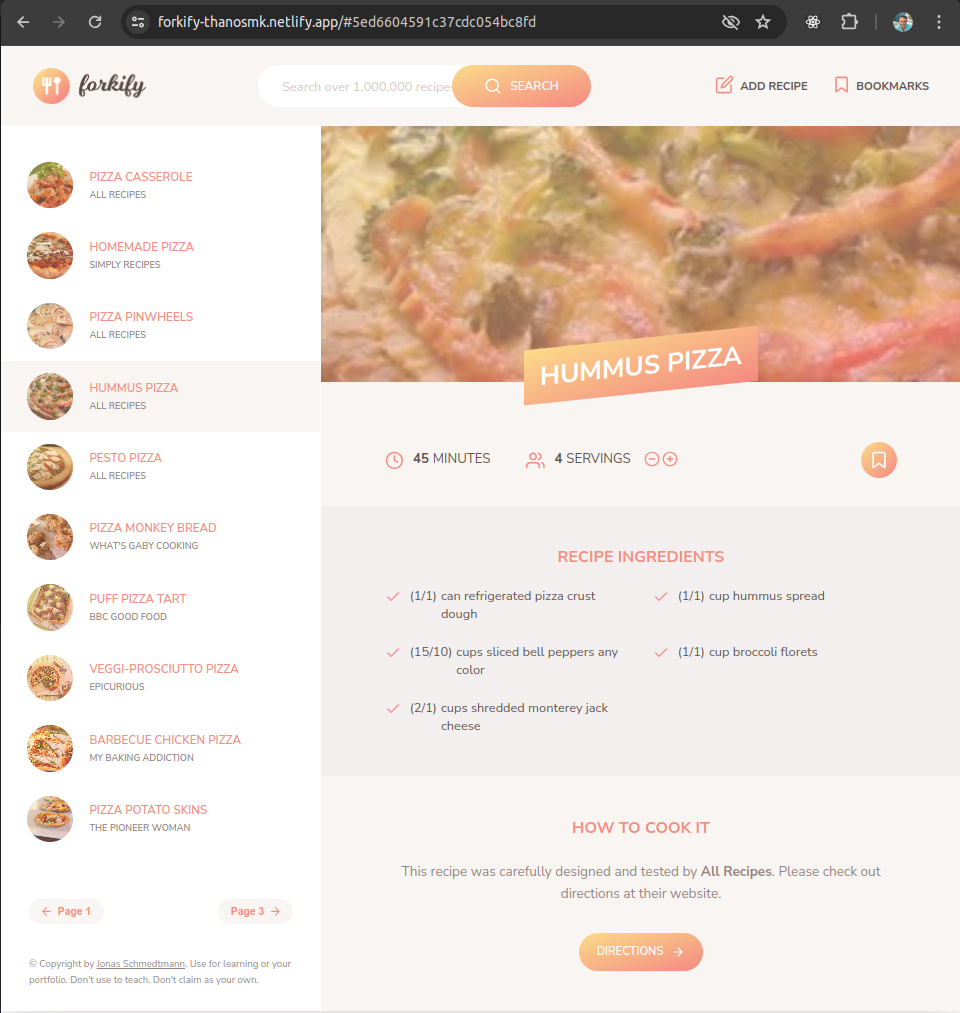 forkify-thanosmk.netlify.app/#5ed6604591c37cdc054bc8fd
forkify
Search over 1,000,000 recipes
SEARCH
ADD RECIPE
BOOKMARKS
PIZZA CASSEROLE
ALL RECIPES
HOMEMADE PIZZA
SIMPLY RECIPES
PIZZA PINWHEELS
ALL RECIPES
HUMMUS PIZZA
ALL RECIPES
PESTO PIZZA
ALL RECIPES
PIZZA MONKEY BREAD
WHAT'S GABY COOKING
PUFF PIZZA TART
BBC GOOD FOOD
VEGGI-PROSCIUTTO PIZZA
EPICURIOUS
BARBECUE CHICKEN PIZZA
MY BAKING ADDICTION
PIZZA POTATO SKINS
THE PIONEER WOMAN
Page 1
Page 3
© Copyright by Jonas Schmedtmann. Use for learning or your
portfolio. Don't use to teach. Don't claim as your own.
HUMMUS PIZZA
45 MINUTES
4 SERVINGS
RECIPE INGREDIENTS
(1/1) can refrigerated pizza crust
dough
(1/1) cup hummus spread
(15/10) cups sliced bell peppers any
color
(1/1) cup broccoli florets
(2/1) cups shredded monterey jack
cheese
HOW TO COOK IT
This recipe was carefully designed and tested by All Recipes. Please check out
directions at their website.
DIRECTIONS